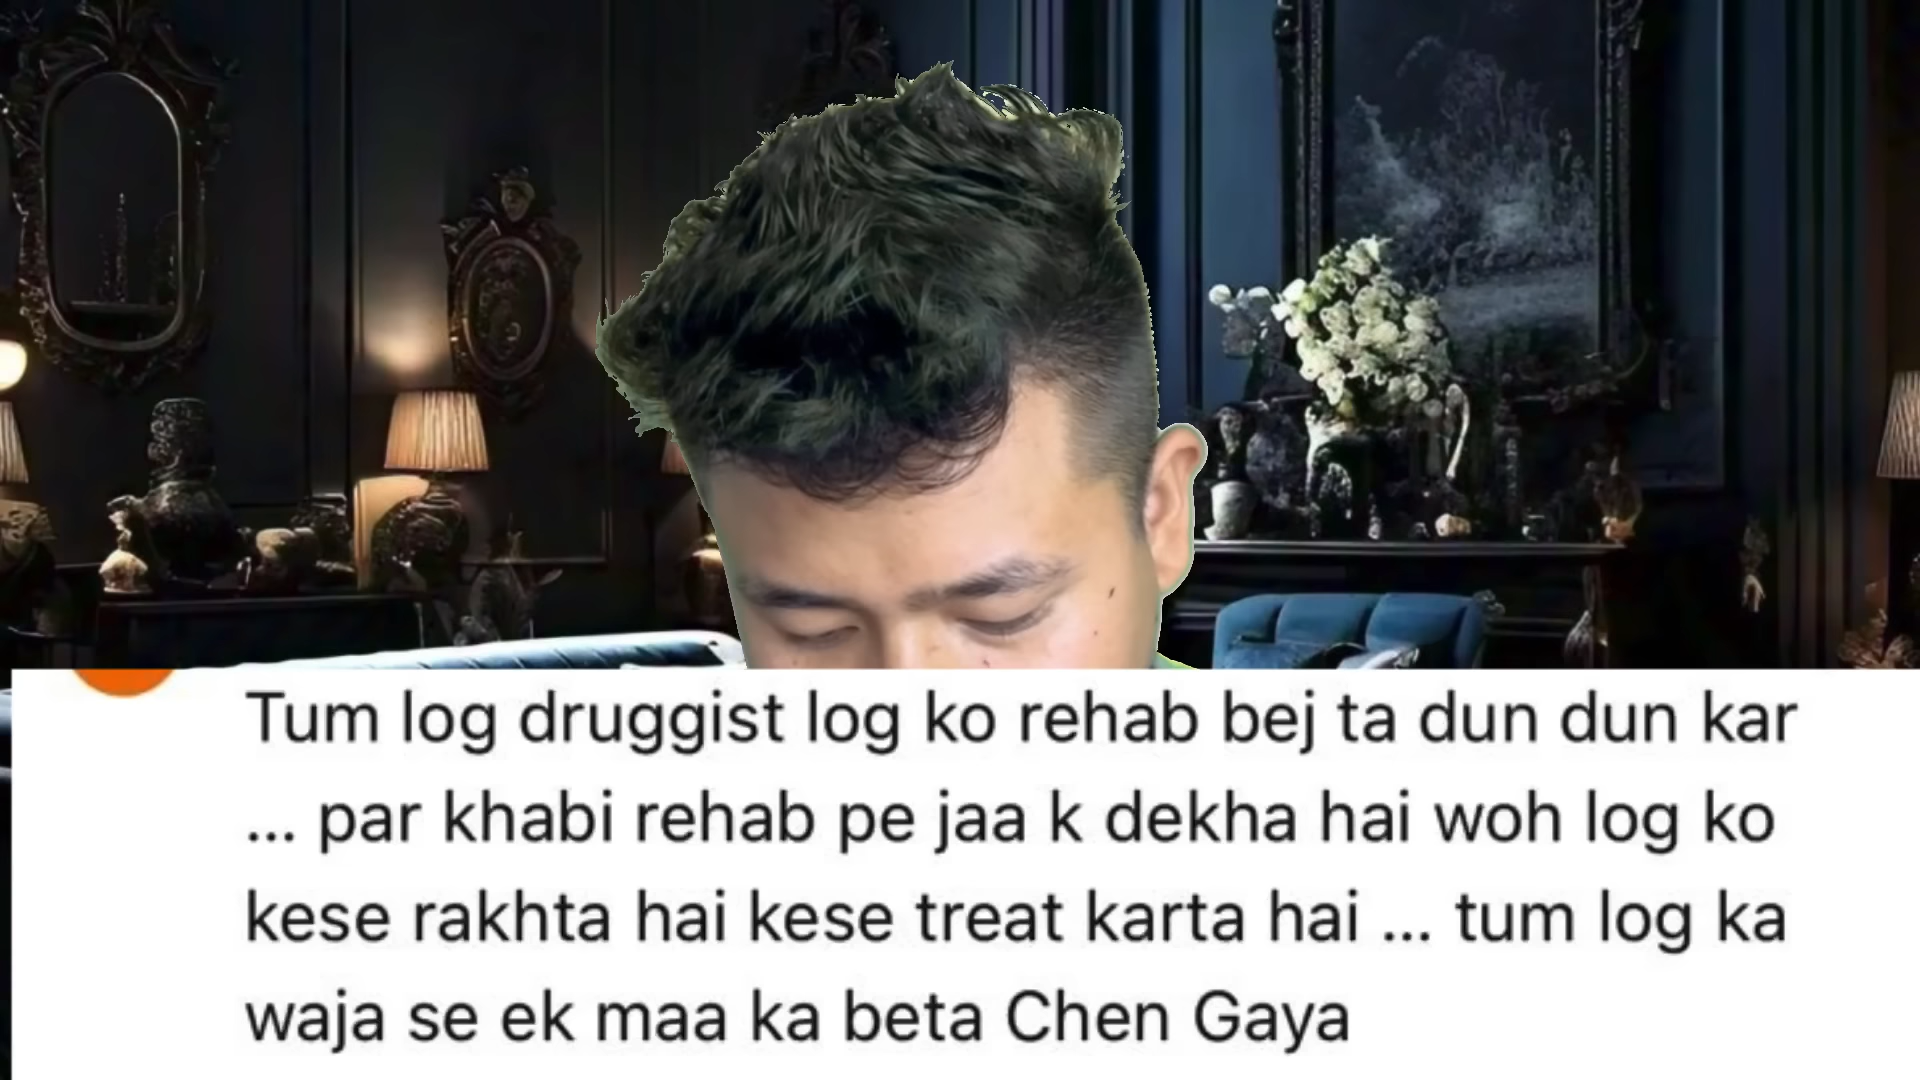 Tum log druggist log ko rehab bej ta dun dun kar
... par khabi rehab pe jaa k dekha hai woh log ko
kese rakhta hai kese treat karta hai ... tum log ka
waja se ek maa ka beta Chen Gaya